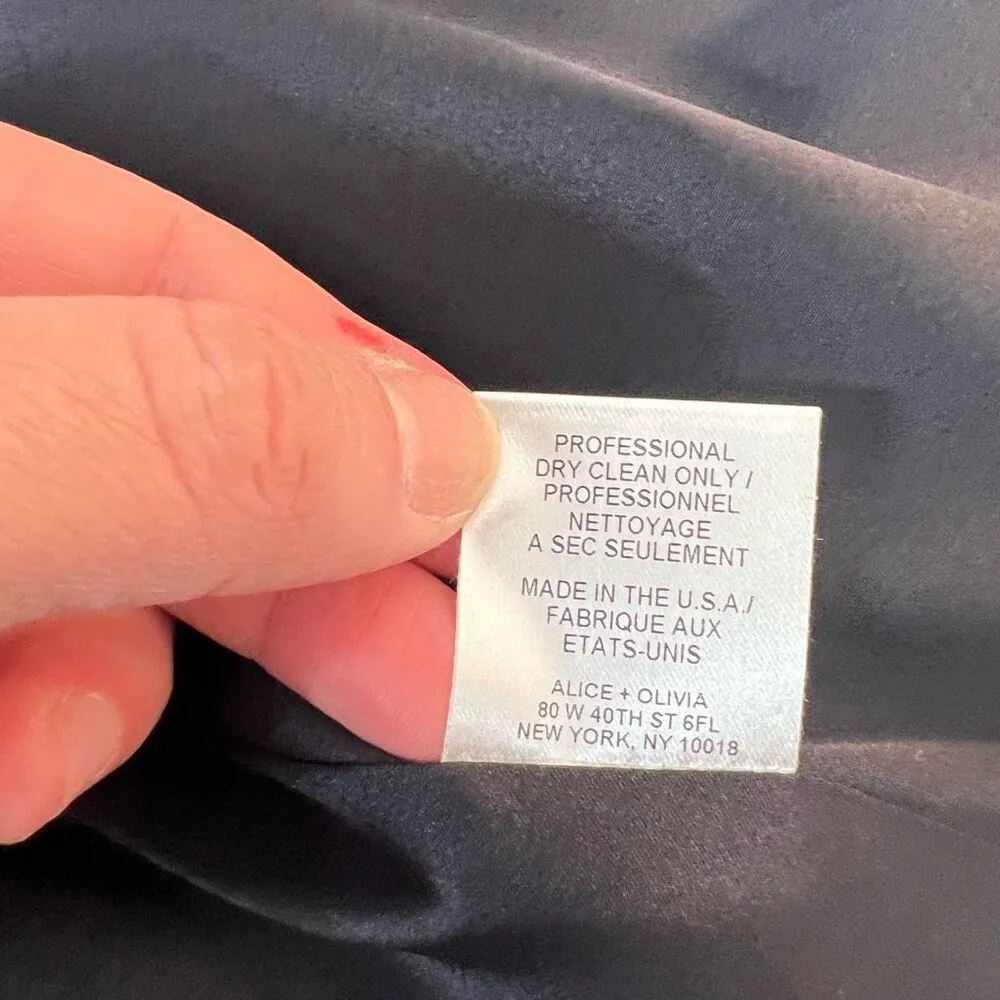 PROFESSIONAL
DRY CLEAN ONLY /
PROFESSIONNEL
NETTOYAGE
A SEC SEULEMENT
MADE IN THE U.S.A./
FABRIQUE AUX
ETATS-UNIS
ALICE + OLIVIA
80 W 40TH ST 6FL
NEW YORK, NY 10018